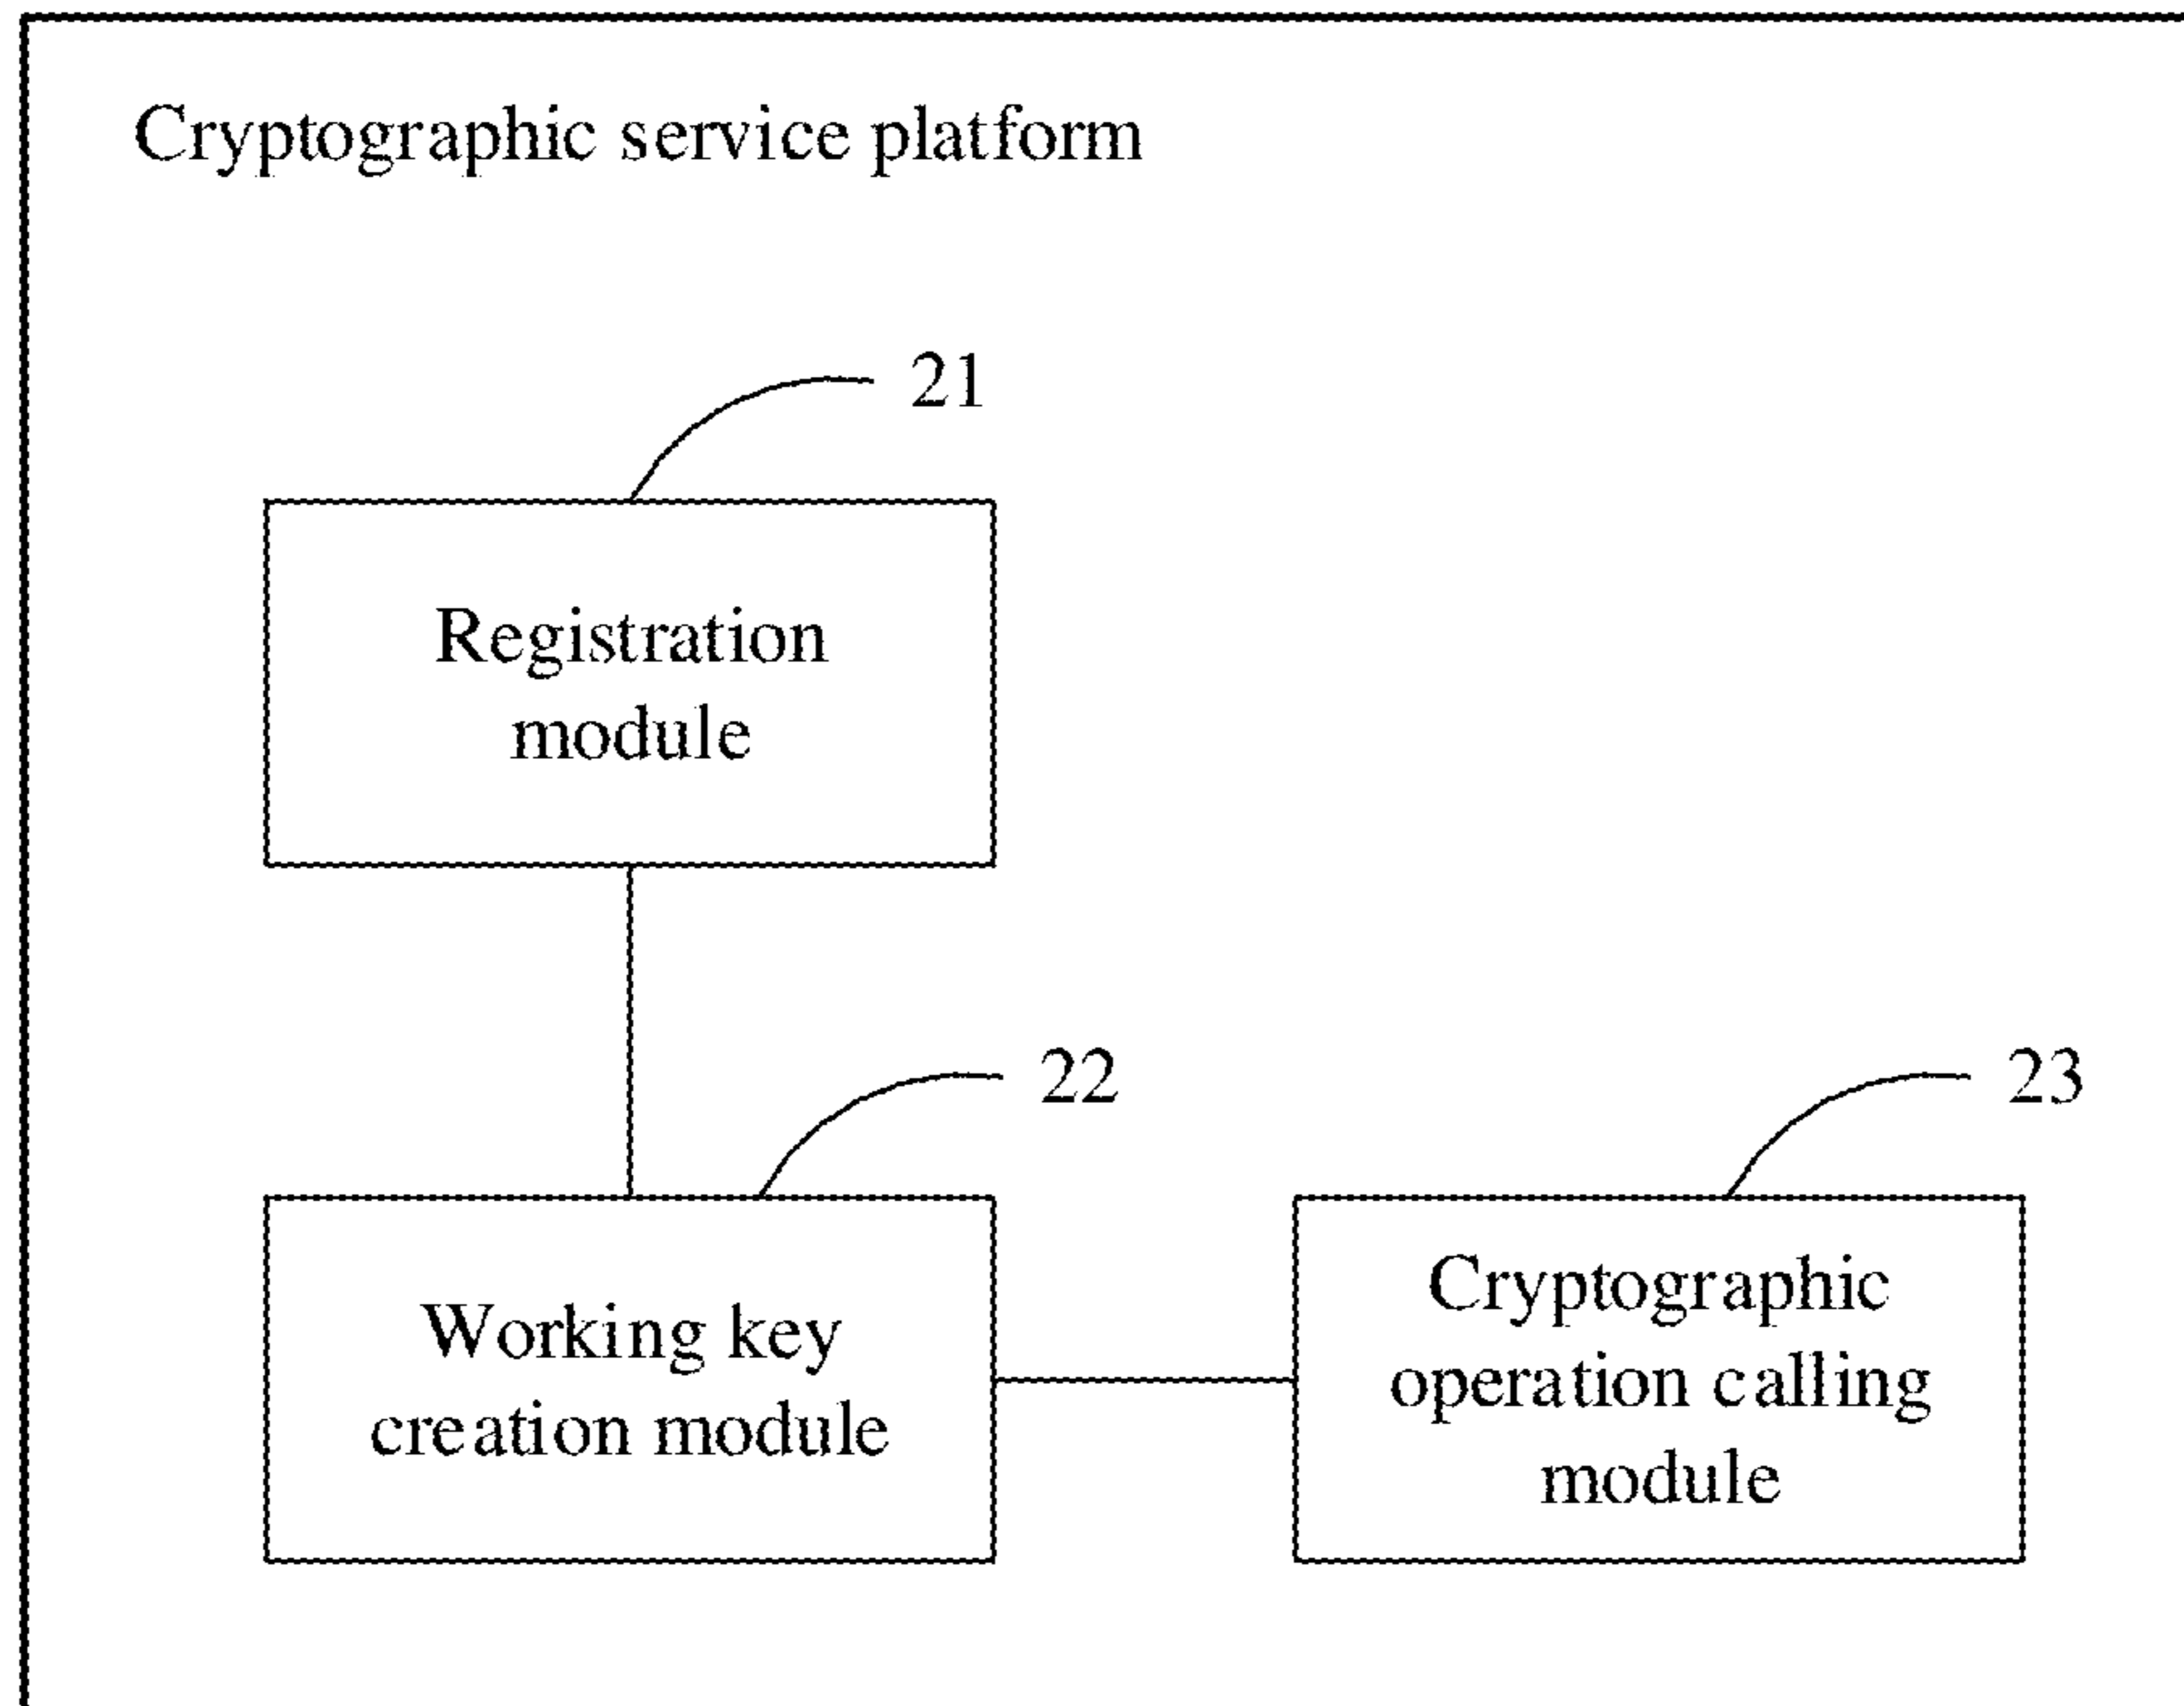 Cryptographic service platform
21
Registration
module
22
23
Working key
creation module
Cryptographic
operation calling
module